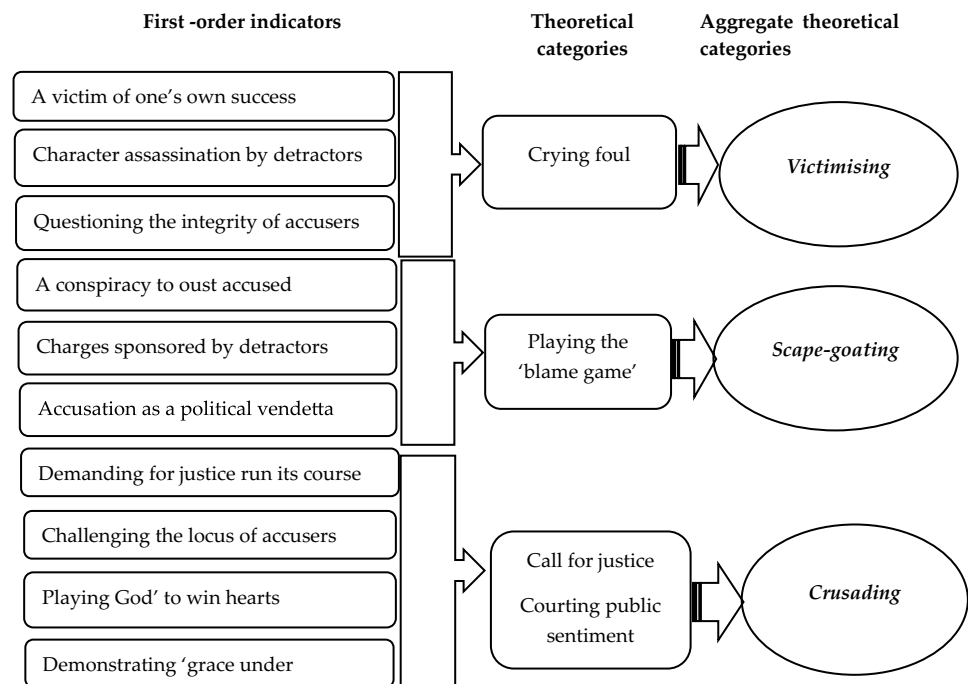 First -order indicators
Theoretical
categories
Aggregate theoretical
categories
A victim of one’s own success
Character assassination by detractors
Questioning the integrity of accusers
Crying foul
Victimising
A conspiracy to oust accused
Charges sponsored by detractors
Accusation as a political vendetta
Playing the
‘blame game’
Scape-goating
Demanding for justice run its course
Challenging the locus of accusers
Playing God’ to win hearts
Demonstrating ‘grace under
Call for justice
Courting public
sentiment
Crusading